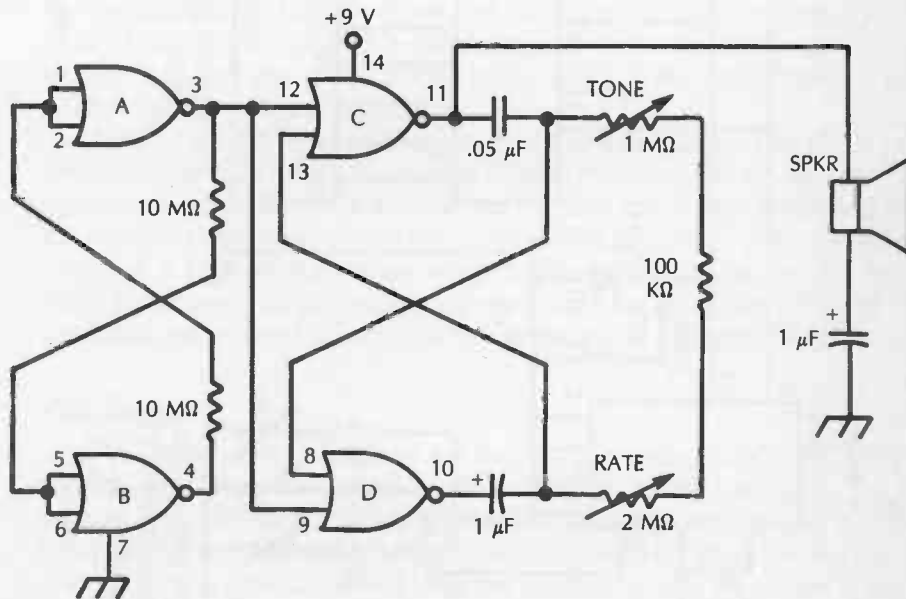 +9 V
14
1
2
A
3
12
13
C
11
.05 µF
TONE
1 MΩ
SPKR
10 MΩ
100
KΩ
+
1 µF
10 MΩ
5
6
B
4
7
8
9
D
10
+
1 µF
RATE
2 MΩ